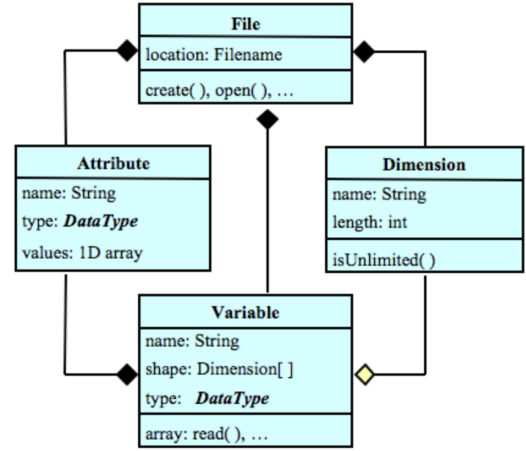 File
location: Filename
create( ), open( ), ...
Attribute
name: String
type: DataType
values: 1D array
Dimension
name: String
length: int
isUnlimited( )
Variable
name: String
shape: Dimension[ ]
type: DataType
array: read( ), ...